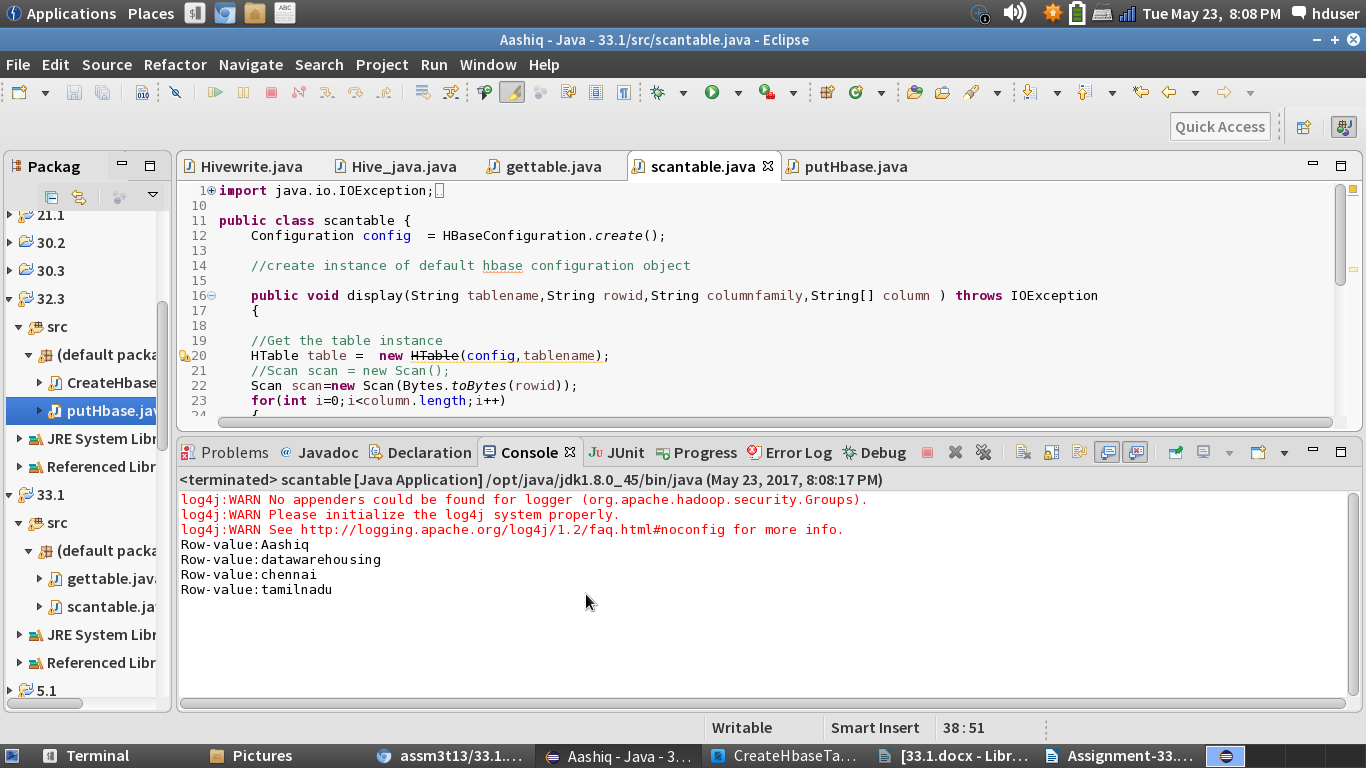 Applications Places Tue May 23, 8:08 PM hduser
Aashiq - Java - 33.1/src/scantable.java - Eclipse
File Edit Source Refactor Navigate Search Project Run Window Help
Quick Access
Packag
21.1
30.2
30.3
32.3
src
(default packa
CreateHbase
putHbase.jav
JRE System Libr
Referenced Libr
33.1
src
(default packa
gettable.java
scantable.ja
JRE System Libr
Referenced Libr
5.1
Hivewrite.java Hive_java.java gettable.java scantable.java putHbase.java
1 import java.io.IOException;
10
11 public class scantable {
12 Configuration config  = HBaseConfiguration.create();
13
14 //create instance of default hbase configuration object
15
16 public void display(String tablename,String rowid,String columnfamily,String[] column ) throws IOException
17 {
18
19 //Get the table instance
20 HTable table =  new HTable(config,tablename);
21 //Scan scan = new Scan();
22 Scan scan=new Scan(Bytes.toBytes(rowid));
23 for(int i=0;i<column.length;i++)
24 {
Problems Javadoc Declaration Console JUnit Progress Error Log Debug
<terminated> scantable [Java Application] /opt/java/jdk1.8.0_45/bin/java (May 23, 2017, 8:08:17 PM)
log4j:WARN No appenders could be found for logger (org.apache.hadoop.security.Groups).
log4j:WARN Please initialize the log4j system properly.
log4j:WARN See http://logging.apache.org/log4j/1.2/faq.html#noconfig for more info.
Row-value:Aashiq
Row-value:datawarehousing
Row-value:chennai
Row-value:tamilnadu
Writable Smart Insert 38 : 51
Terminal Pictures assm3t13/33.1.... Aashiq - Java - 3... CreateHbaseTa... [33.1.docx - Libr... Assignment-33....